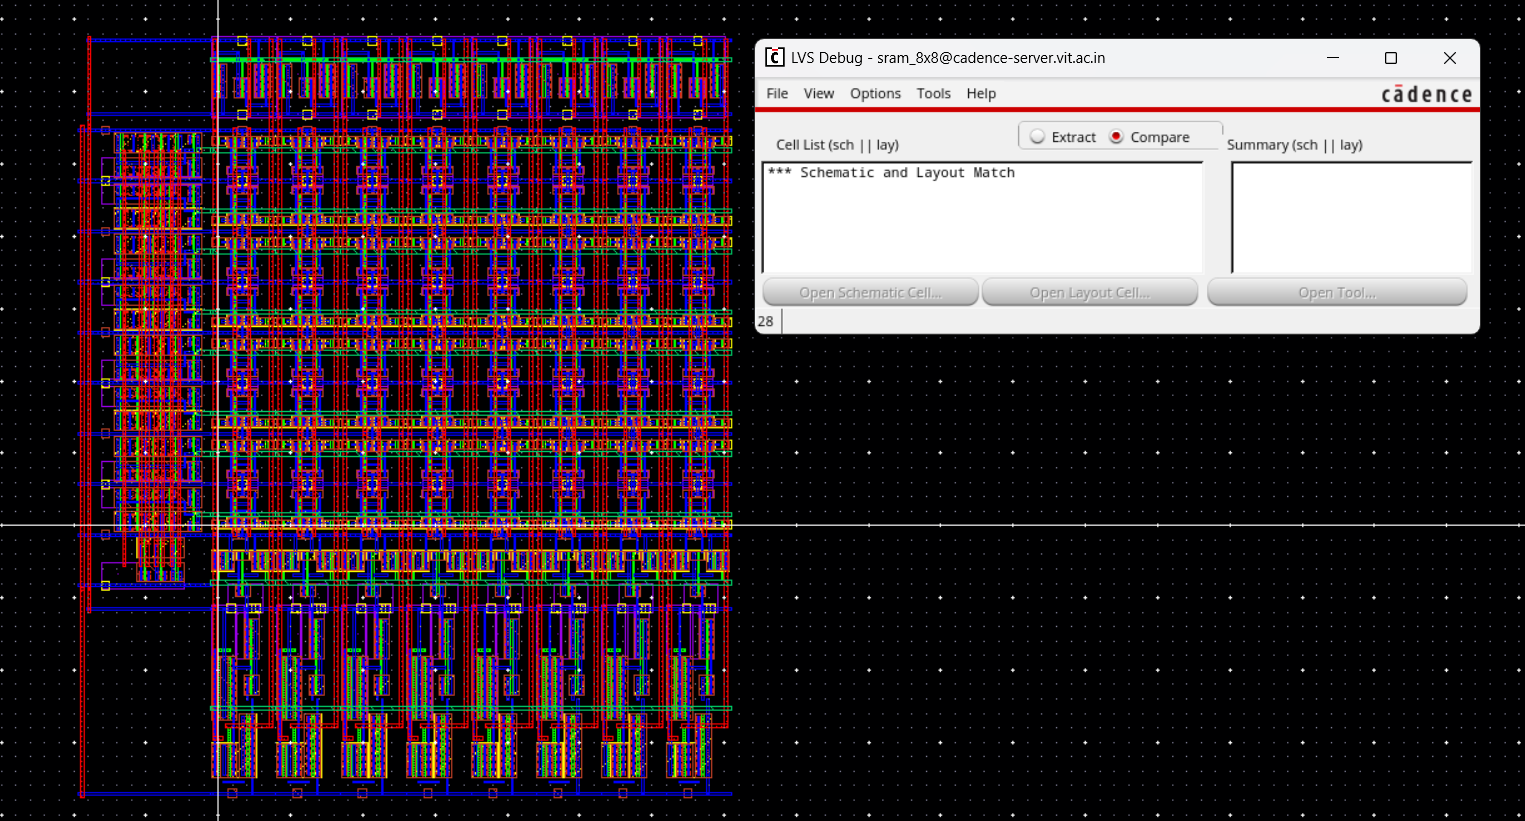 LVS Debug - sram_8x8@cadence-server.vit.ac.in
File View Options Tools Help
cādence
Extract Compare
Cell List (sch || lay)
Summary (sch || lay)
*** Schematic and Layout Match
Open Schematic Cell...
Open Layout Cell...
Open Tool...
28